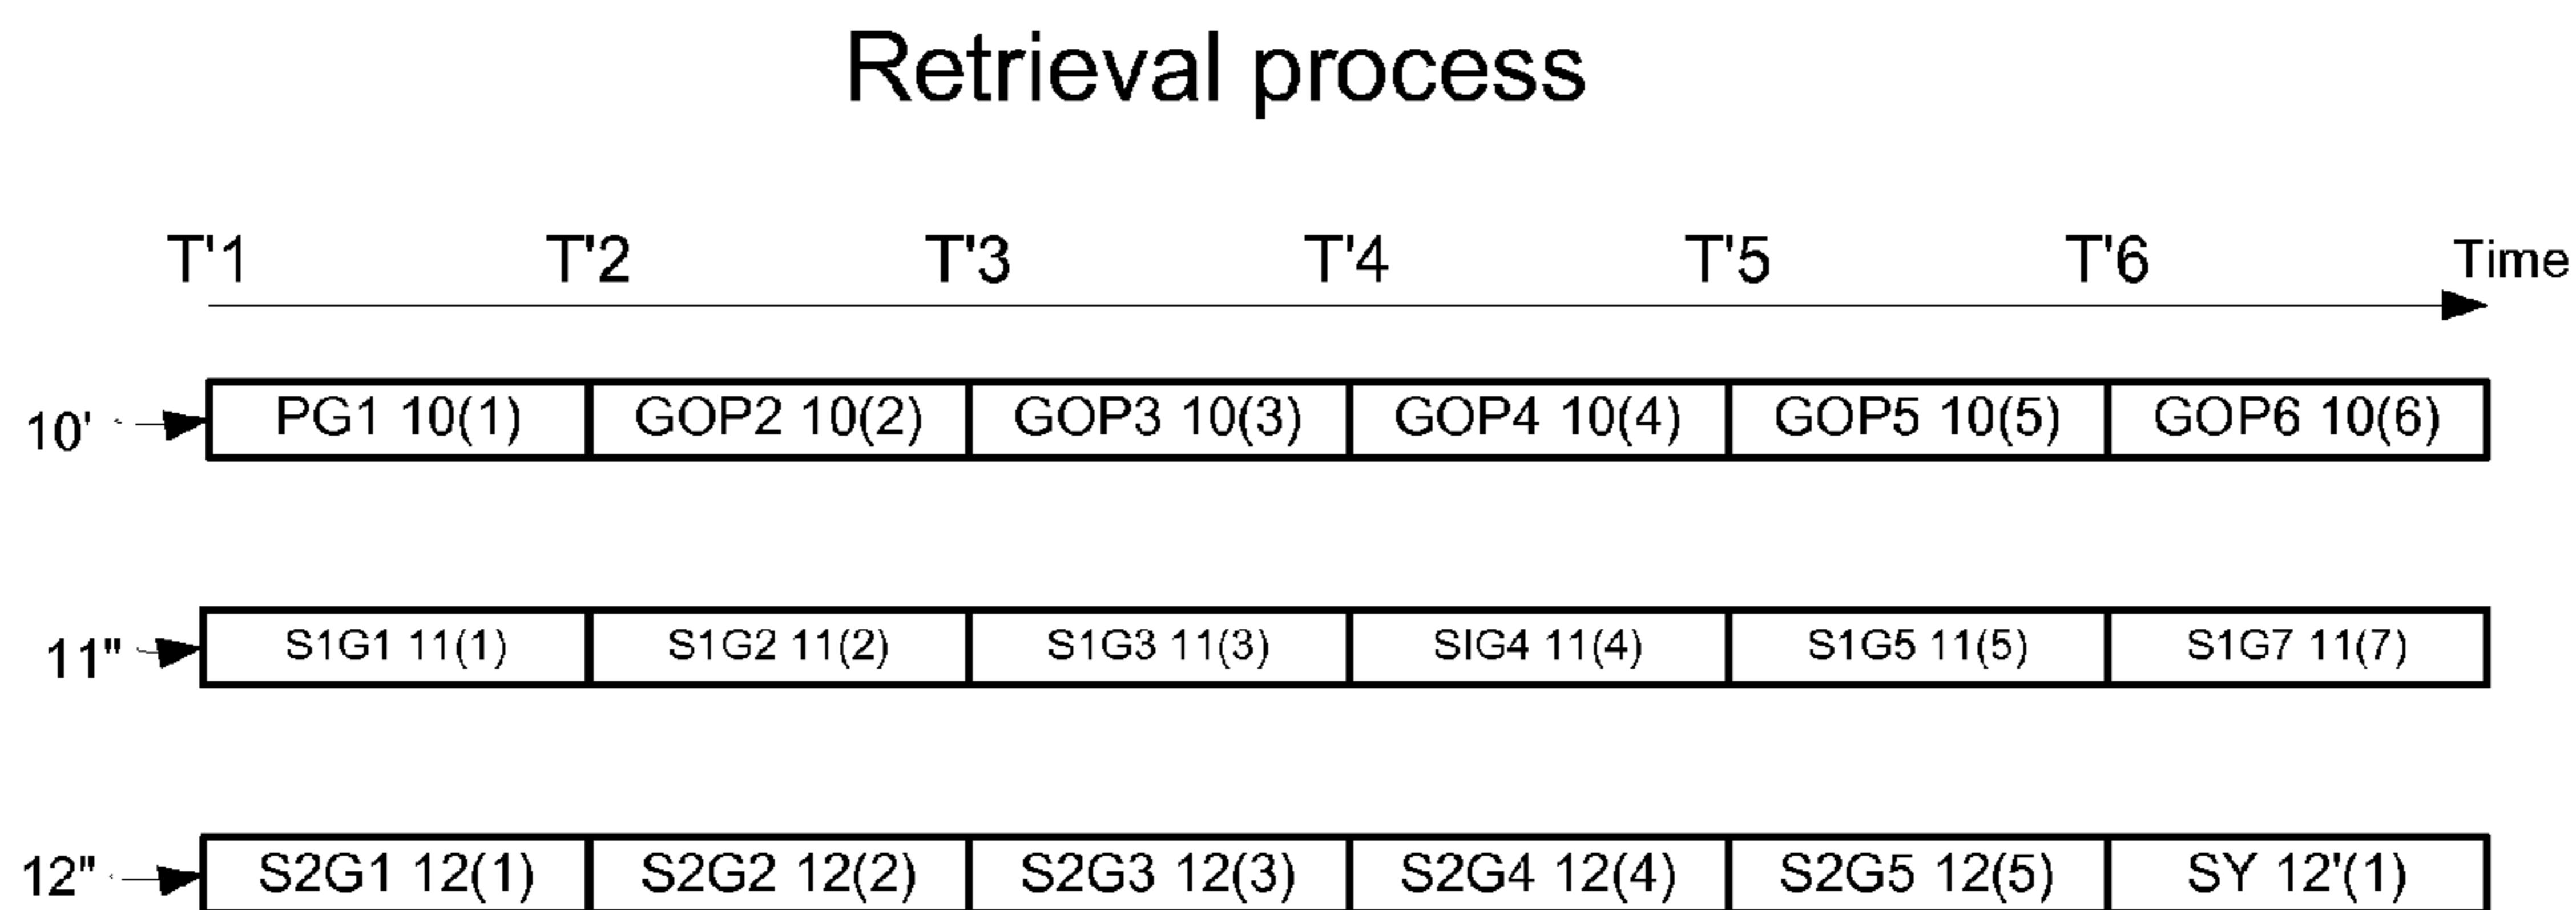 Retrieval process
T'1 T'2 T'3 T'4 T'5 T'6 Time
10' PG1 10(1) GOP2 10(2) GOP3 10(3) GOP4 10(4) GOP5 10(5) GOP6 10(6)
11" S1G1 11(1) S1G2 11(2) S1G3 11(3) SIG4 11(4) S1G5 11(5) S1G7 11(7)
12" S2G1 12(1) S2G2 12(2) S2G3 12(3) S2G4 12(4) S2G5 12(5) SY 12'(1)